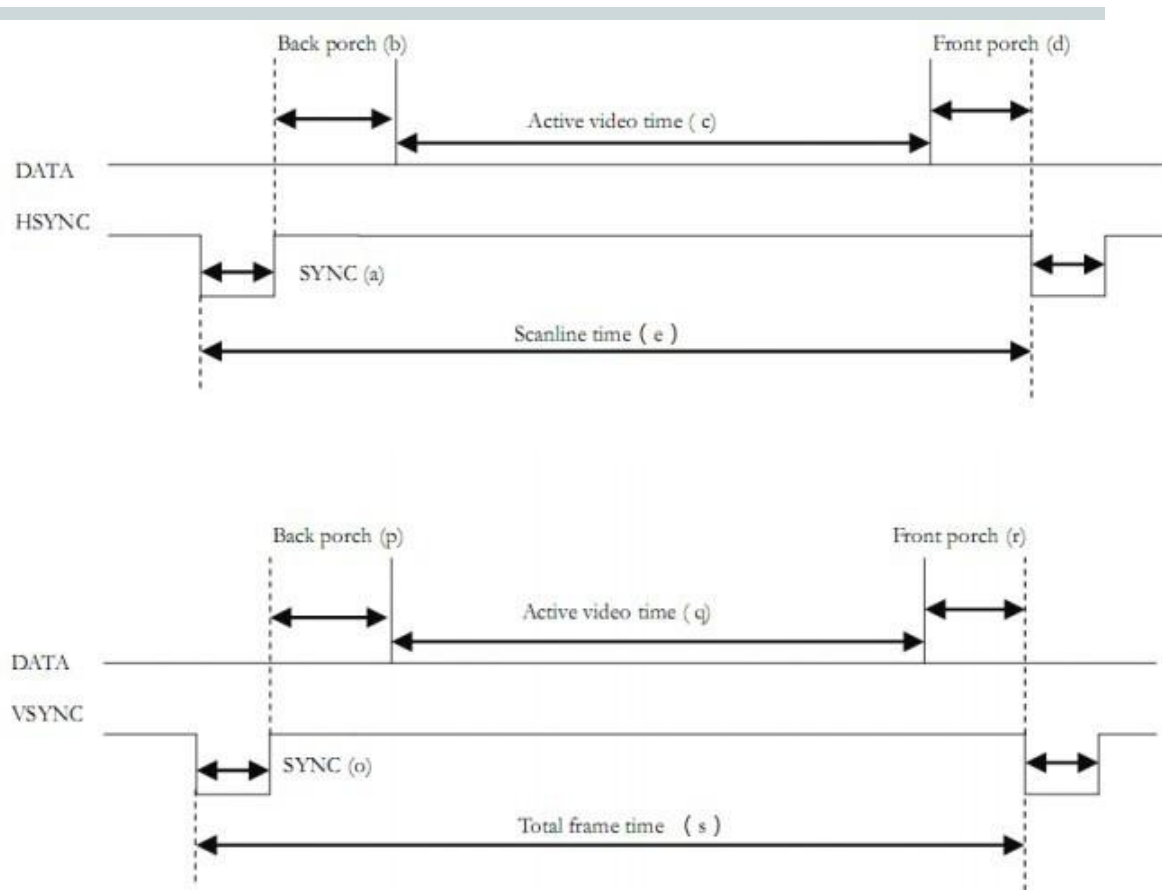 Back porch (b)
Front porch (d)
Active video time ( c)
DATA
HSYNC
SYNC (a)
Scanline time ( e )
Back porch (p)
Front porch (r)
Active video time ( q)
DATA
VSYNC
SYNC (o)
Total frame time ( s )